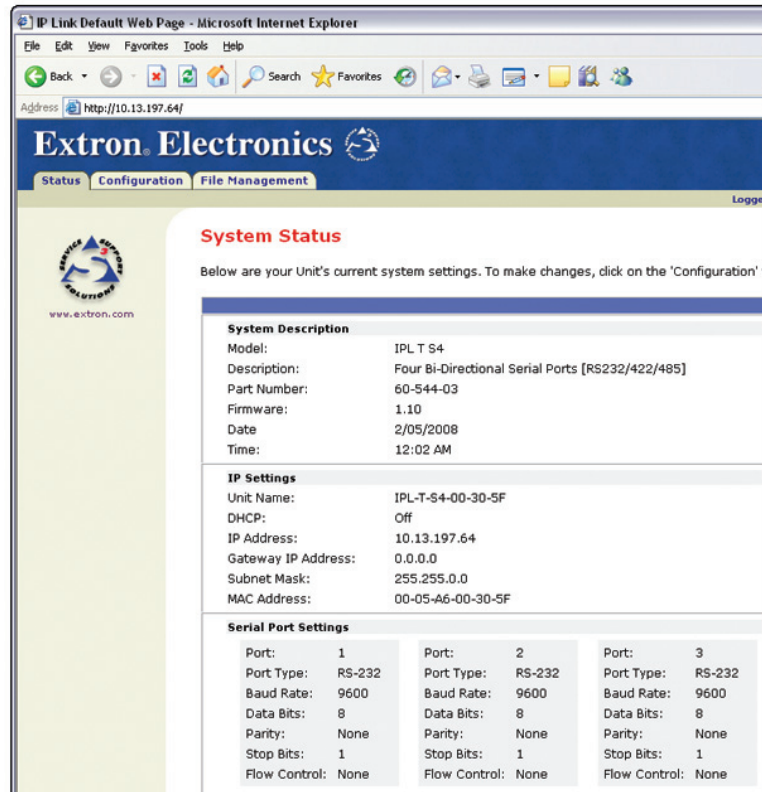 IP Link Default Web Page - Microsoft Internet Explorer
File Edit View Favorites Tools Help
Back Search Favorites
Address http://10.13.197.64/
Extron® Electronics
Status Configuration File Management
Logge
SERVICE SUPPORT SOLUTIONS
S3
www.extron.com
System Status
Below are your Unit's current system settings. To make changes, click on the 'Configuration'
System Description
Model: IPL T S4
Description: Four Bi-Directional Serial Ports [RS232/422/485]
Part Number: 60-544-03
Firmware: 1.10
Date 2/05/2008
Time: 12:02 AM
IP Settings
Unit Name: IPL-T-S4-00-30-5F
DHCP: Off
IP Address: 10.13.197.64
Gateway IP Address: 0.0.0.0
Subnet Mask: 255.255.0.0
MAC Address: 00-05-A6-00-30-5F
Serial Port Settings
Port: 1 Port: 2 Port: 3
Port Type: RS-232 Port Type: RS-232 Port Type: RS-232
Baud Rate: 9600 Baud Rate: 9600 Baud Rate: 9600
Data Bits: 8 Data Bits: 8 Data Bits: 8
Parity: None Parity: None Parity: None
Stop Bits: 1 Stop Bits: 1 Stop Bits: 1
Flow Control: None Flow Control: None Flow Control: None